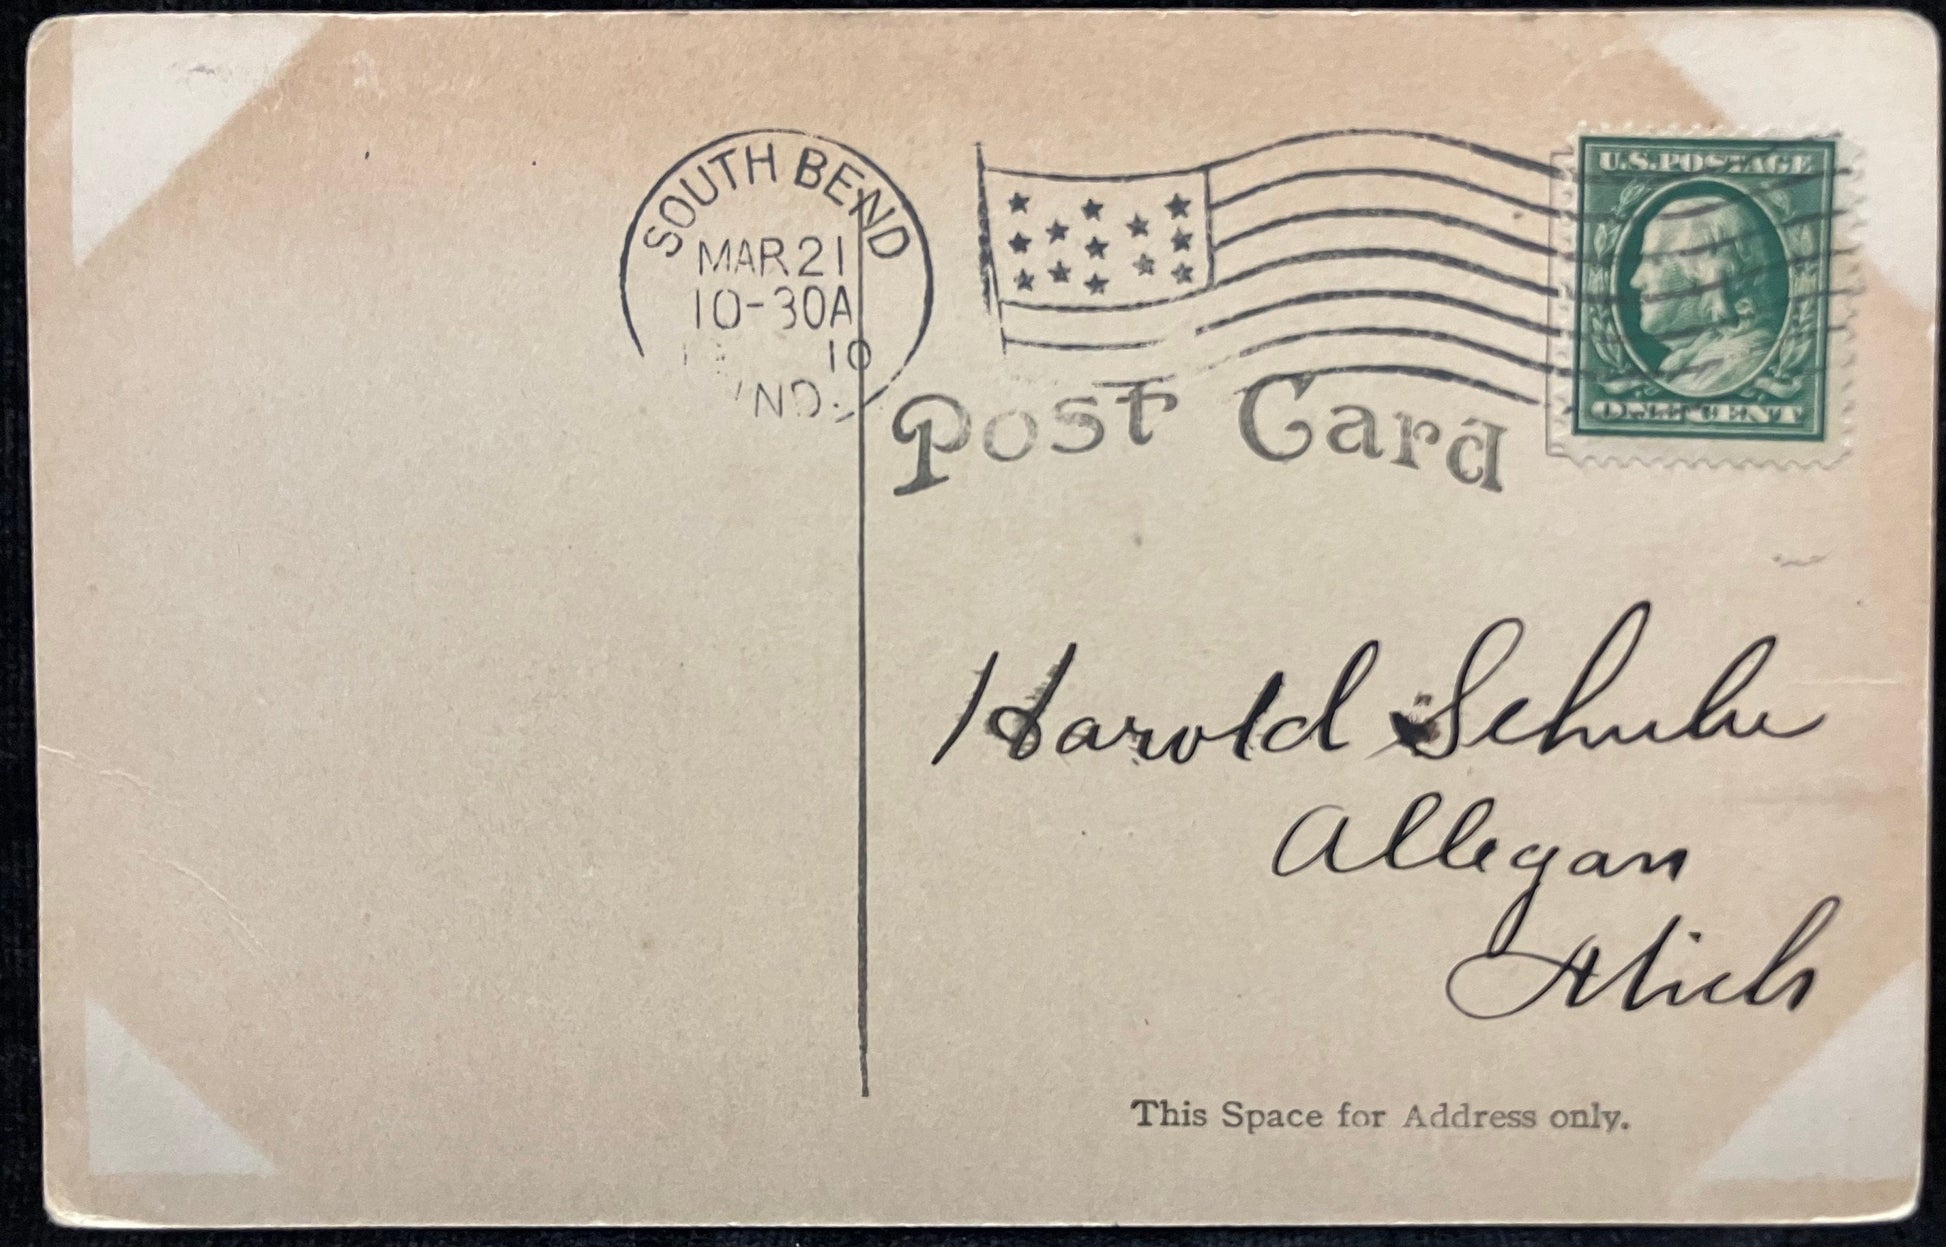 SOUTH BEND
MAR 21
10-30A
10
IND.
U.S. POSTAGE
ONE CENT
Post Card
Harold Schuhe
Allegan
Mich
This Space for Address only.